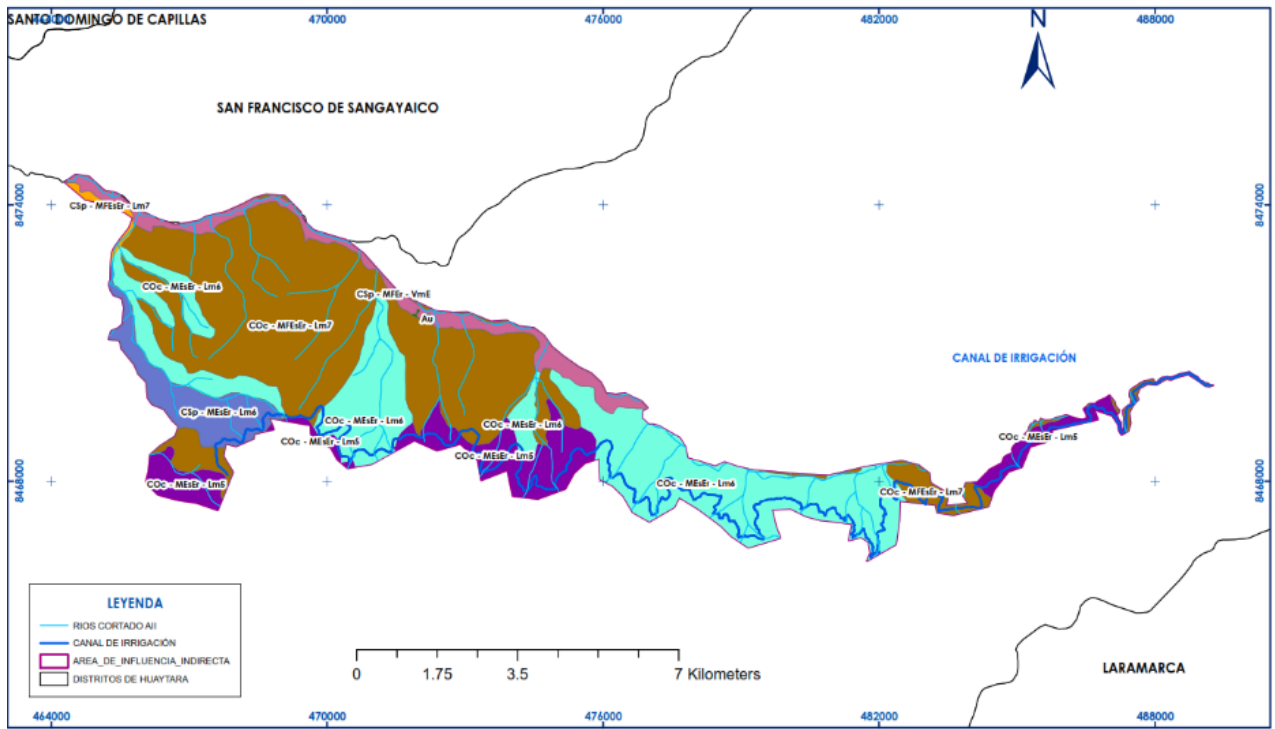 SANTO DOMINGO DE CAPILLAS
464000
470000
476000
482000
488000
N
SAN FRANCISCO DE SANGAYAICO
8474000
8474000
CSp - MFEsEr - Lm7
COc - MEsEr - Lm6
CSp - MFEr - VmE
COc - MFEsEr - Lm7
Au
CANAL DE IRRIGACIÓN
CSp - MEsEr - Lm6
COc - MEsEr - Lm6
COc - MEsEr - Lm6
COc - MEsEr - Lm5
COc - MEsEr - Lm5
COc - MEsEr - Lm5
8468000
8468000
COc - MEsEr - Lm5
COc - MEsEr - Lm6
COc - MFEsEr - Lm7
LEYENDA
RIOS CORTADO AII
CANAL DE IRRIGACIÓN
AREA_DE_INFLUENCIA_INDIRECTA
DISTRITOS DE HUAYTARA
0 1.75 3.5 7 Kilometers
LARAMARCA
464000
470000
476000
482000
488000